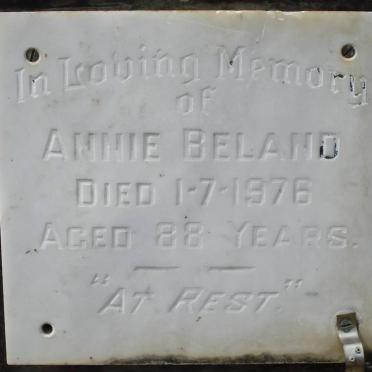 In Loving Memory
of
ANNIE BELAND
DIED 1-7-1976
AGED 88 YEARS.
"AT REST."